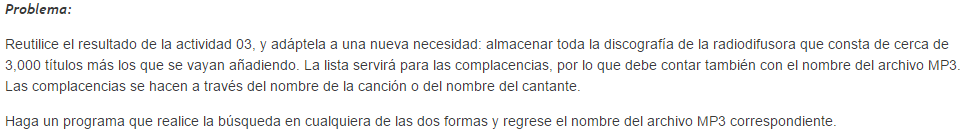 Problema:
Reutilice el resultado de la actividad 03, y adáptela a una nueva necesidad: almacenar toda la discografía de la radiodifusora que consta de cerca de
3,000 títulos más los que se vayan añadiendo. La lista servirá para las complacencias, por lo que debe contar también con el nombre del archivo MP3.
Las complacencias se hacen a través del nombre de la canción o del nombre del cantante.
Haga un programa que realice la búsqueda en cualquiera de las dos formas y regrese el nombre del archivo MP3 correspondiente.